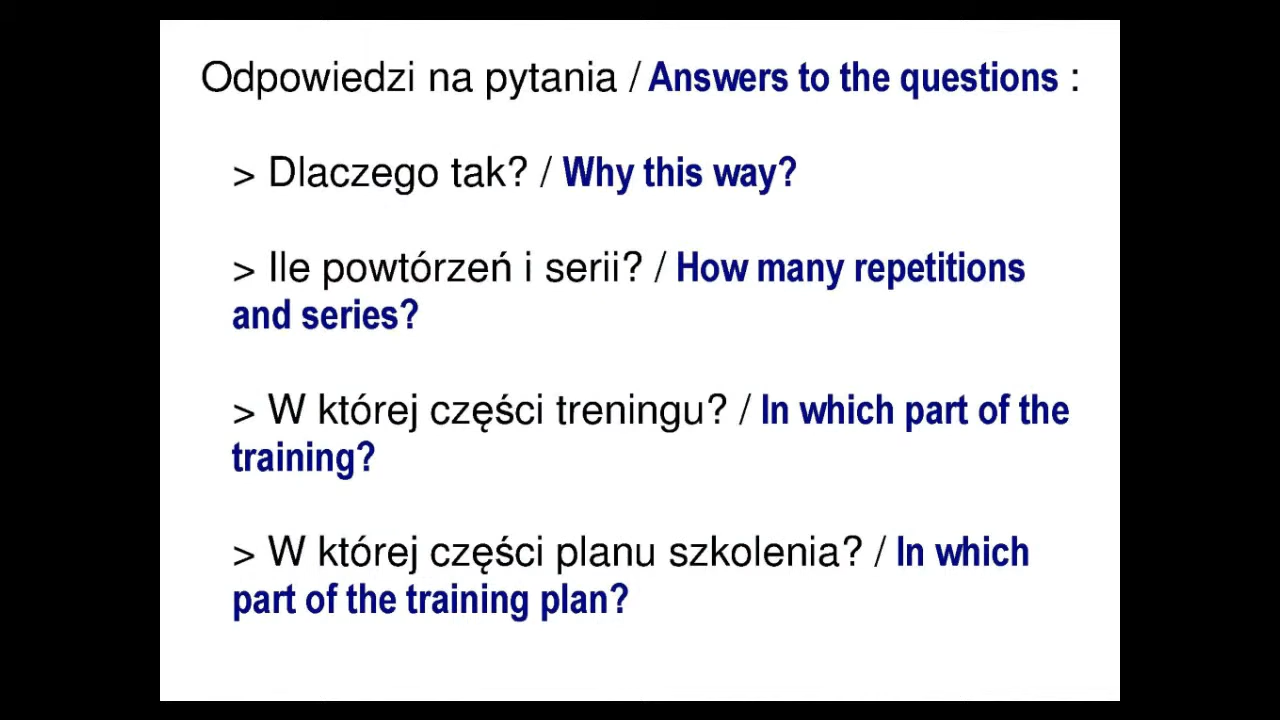 Odpowiedzi na pytania / Answers to the questions :
> Dlaczego tak? / Why this way?
> Ile powtórzeń i serii? / How many repetitions
and series?
> W której części treningu? / In which part of the
training?
> W której części planu szkolenia? / In which
part of the training plan?